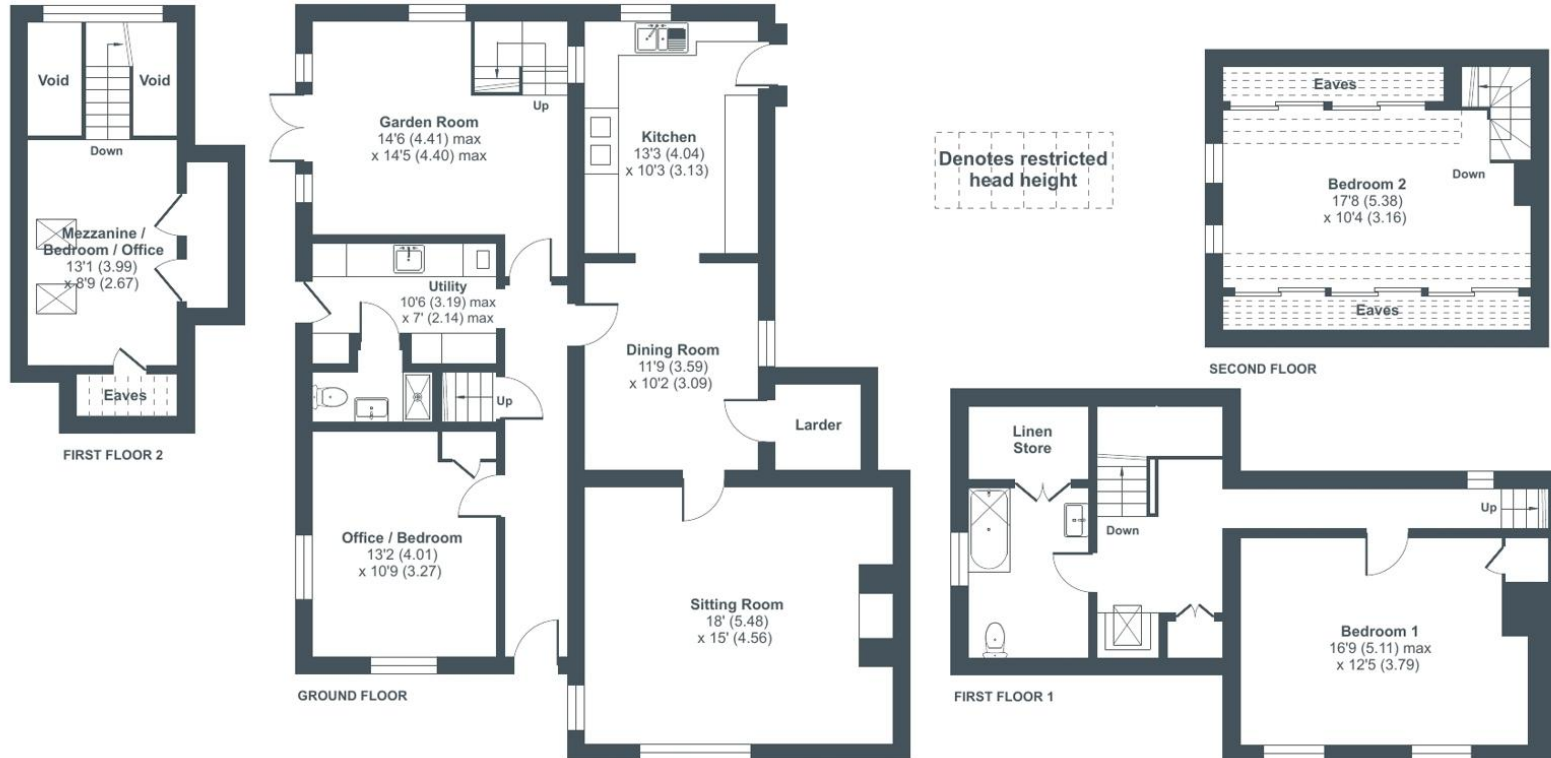 Void
Void
Down
Mezzanine /
Bedroom / Office
13'1 (3.99)
x 8'9 (2.67)
Eaves
FIRST FLOOR 2
Garden Room
14'6 (4.41) max
x 14'5 (4.40) max
Up
Kitchen
13'3 (4.04)
x 10'3 (3.13)
Utility
10'6 (3.19) max
x 7' (2.14) max
Up
Dining Room
11'9 (3.59)
x 10'2 (3.09)
Larder
Office / Bedroom
13'2 (4.01)
x 10'9 (3.27)
Sitting Room
18' (5.48)
x 15' (4.56)
GROUND FLOOR
Denotes restricted
head height
Eaves
Bedroom 2
17'8 (5.38)
x 10'4 (3.16)
Down
Eaves
SECOND FLOOR
Linen
Store
Down
Up
Bedroom 1
16'9 (5.11) max
x 12'5 (3.79)
FIRST FLOOR 1